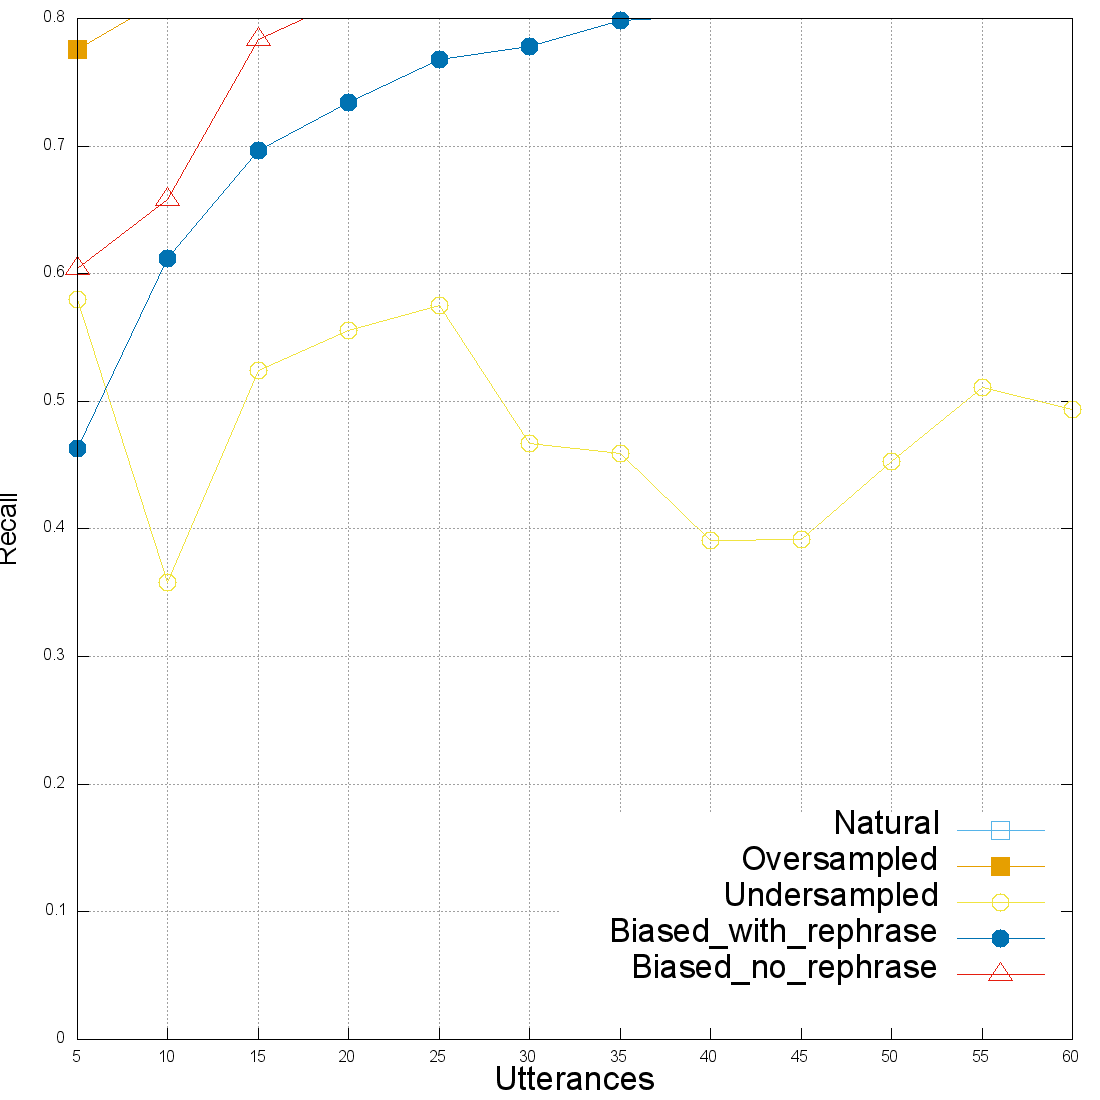 0.8
0.7
0.6
0.5
0.4
0.3
0.2
0.1
0
Recall
5 10 15 20 25 30 35 40 45 50 55 60
Utterances
Natural
Oversampled
Undersampled
Biased_with_rephrase
Biased_no_rephrase